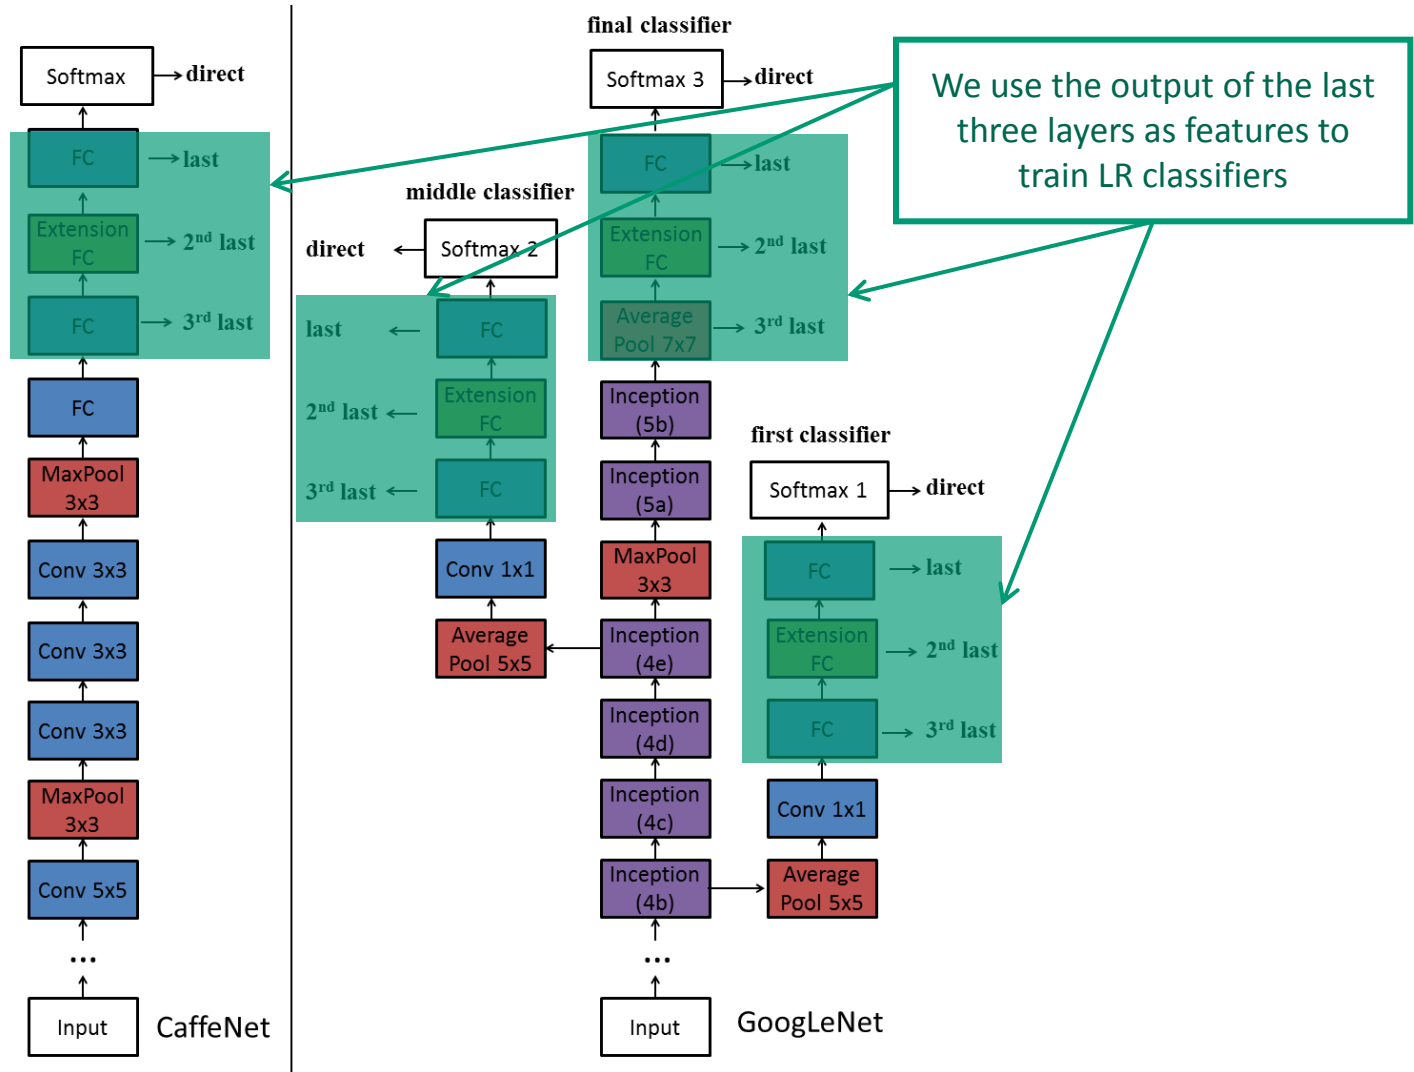 Softmax
direct
FC
last
Extension
FC
2nd last
FC
3rd last
FC
MaxPool
3x3
Conv 3x3
Conv 3x3
Conv 3x3
MaxPool
3x3
Conv 5x5
...
Input
CaffeNet
middle classifier
direct
Softmax 2
last
FC
2nd last
Extension
FC
3rd last
FC
Conv 1x1
Average
Pool 5x5
final classifier
Softmax 3
direct
FC
last
Extension
FC
2nd last
Average
Pool 7x7
3rd last
Inception
(5b)
Inception
(5a)
MaxPool
3x3
Inception
(4e)
Inception
(4d)
Inception
(4c)
Inception
(4b)
...
Input
GoogLeNet
first classifier
Softmax 1
direct
FC
last
Extension
FC
2nd last
FC
3rd last
Conv 1x1
Average
Pool 5x5
We use the output of the last
three layers as features to
train LR classifiers